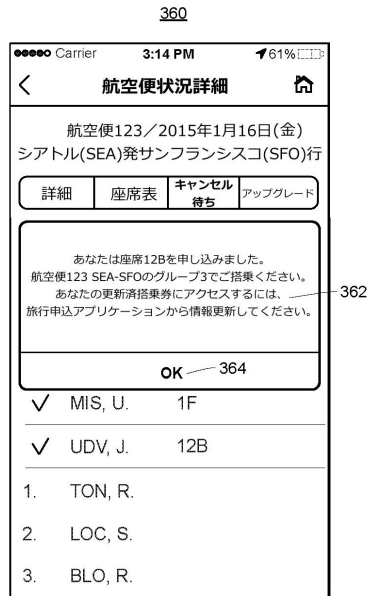 360
Carrier 3:14 PM 61%
航空便状況詳細
航空便123／2015年1月16日(金)
シアトル(SEA)発サンフランシスコ(SFO)行
詳細 座席表 キャンセル待ち アップグレード
あなたは座席12Bを申し込みました。
航空便123 SEA-SFOのグループ3でご搭乗ください。
あなたの更新済搭乗券にアクセスするには、
362
旅行申込アプリケーションから情報更新してください。
OK 364
MIS, U. 1F
UDV, J. 12B
1. TON, R.
2. LOC, S.
3. BLO, R.